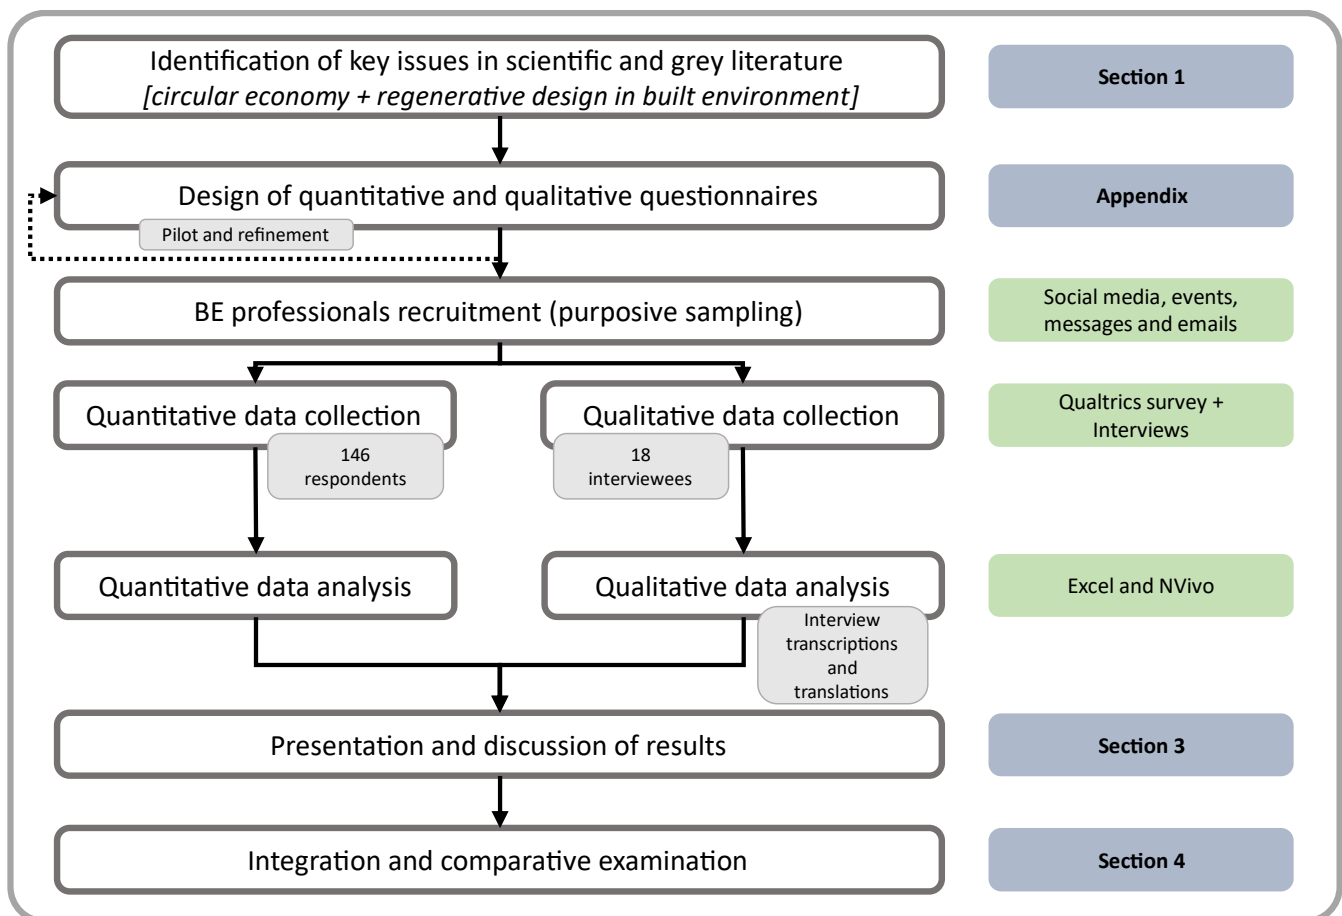 Identification of key issues in scientific and grey literature
[circular economy + regenerative design in built environment]
Section 1
Design of quantitative and qualitative questionnaires
Appendix
Pilot and refinement
BE professionals recruitment (purposive sampling)
Social media, events,
messages and emails
Quantitative data collection
Qualitative data collection
Qualtrics survey +
Interviews
146
respondents
18
interviewees
Quantitative data analysis
Qualitative data analysis
Excel and NVivo
Interview
transcriptions
and
translations
Presentation and discussion of results
Section 3
Integration and comparative examination
Section 4